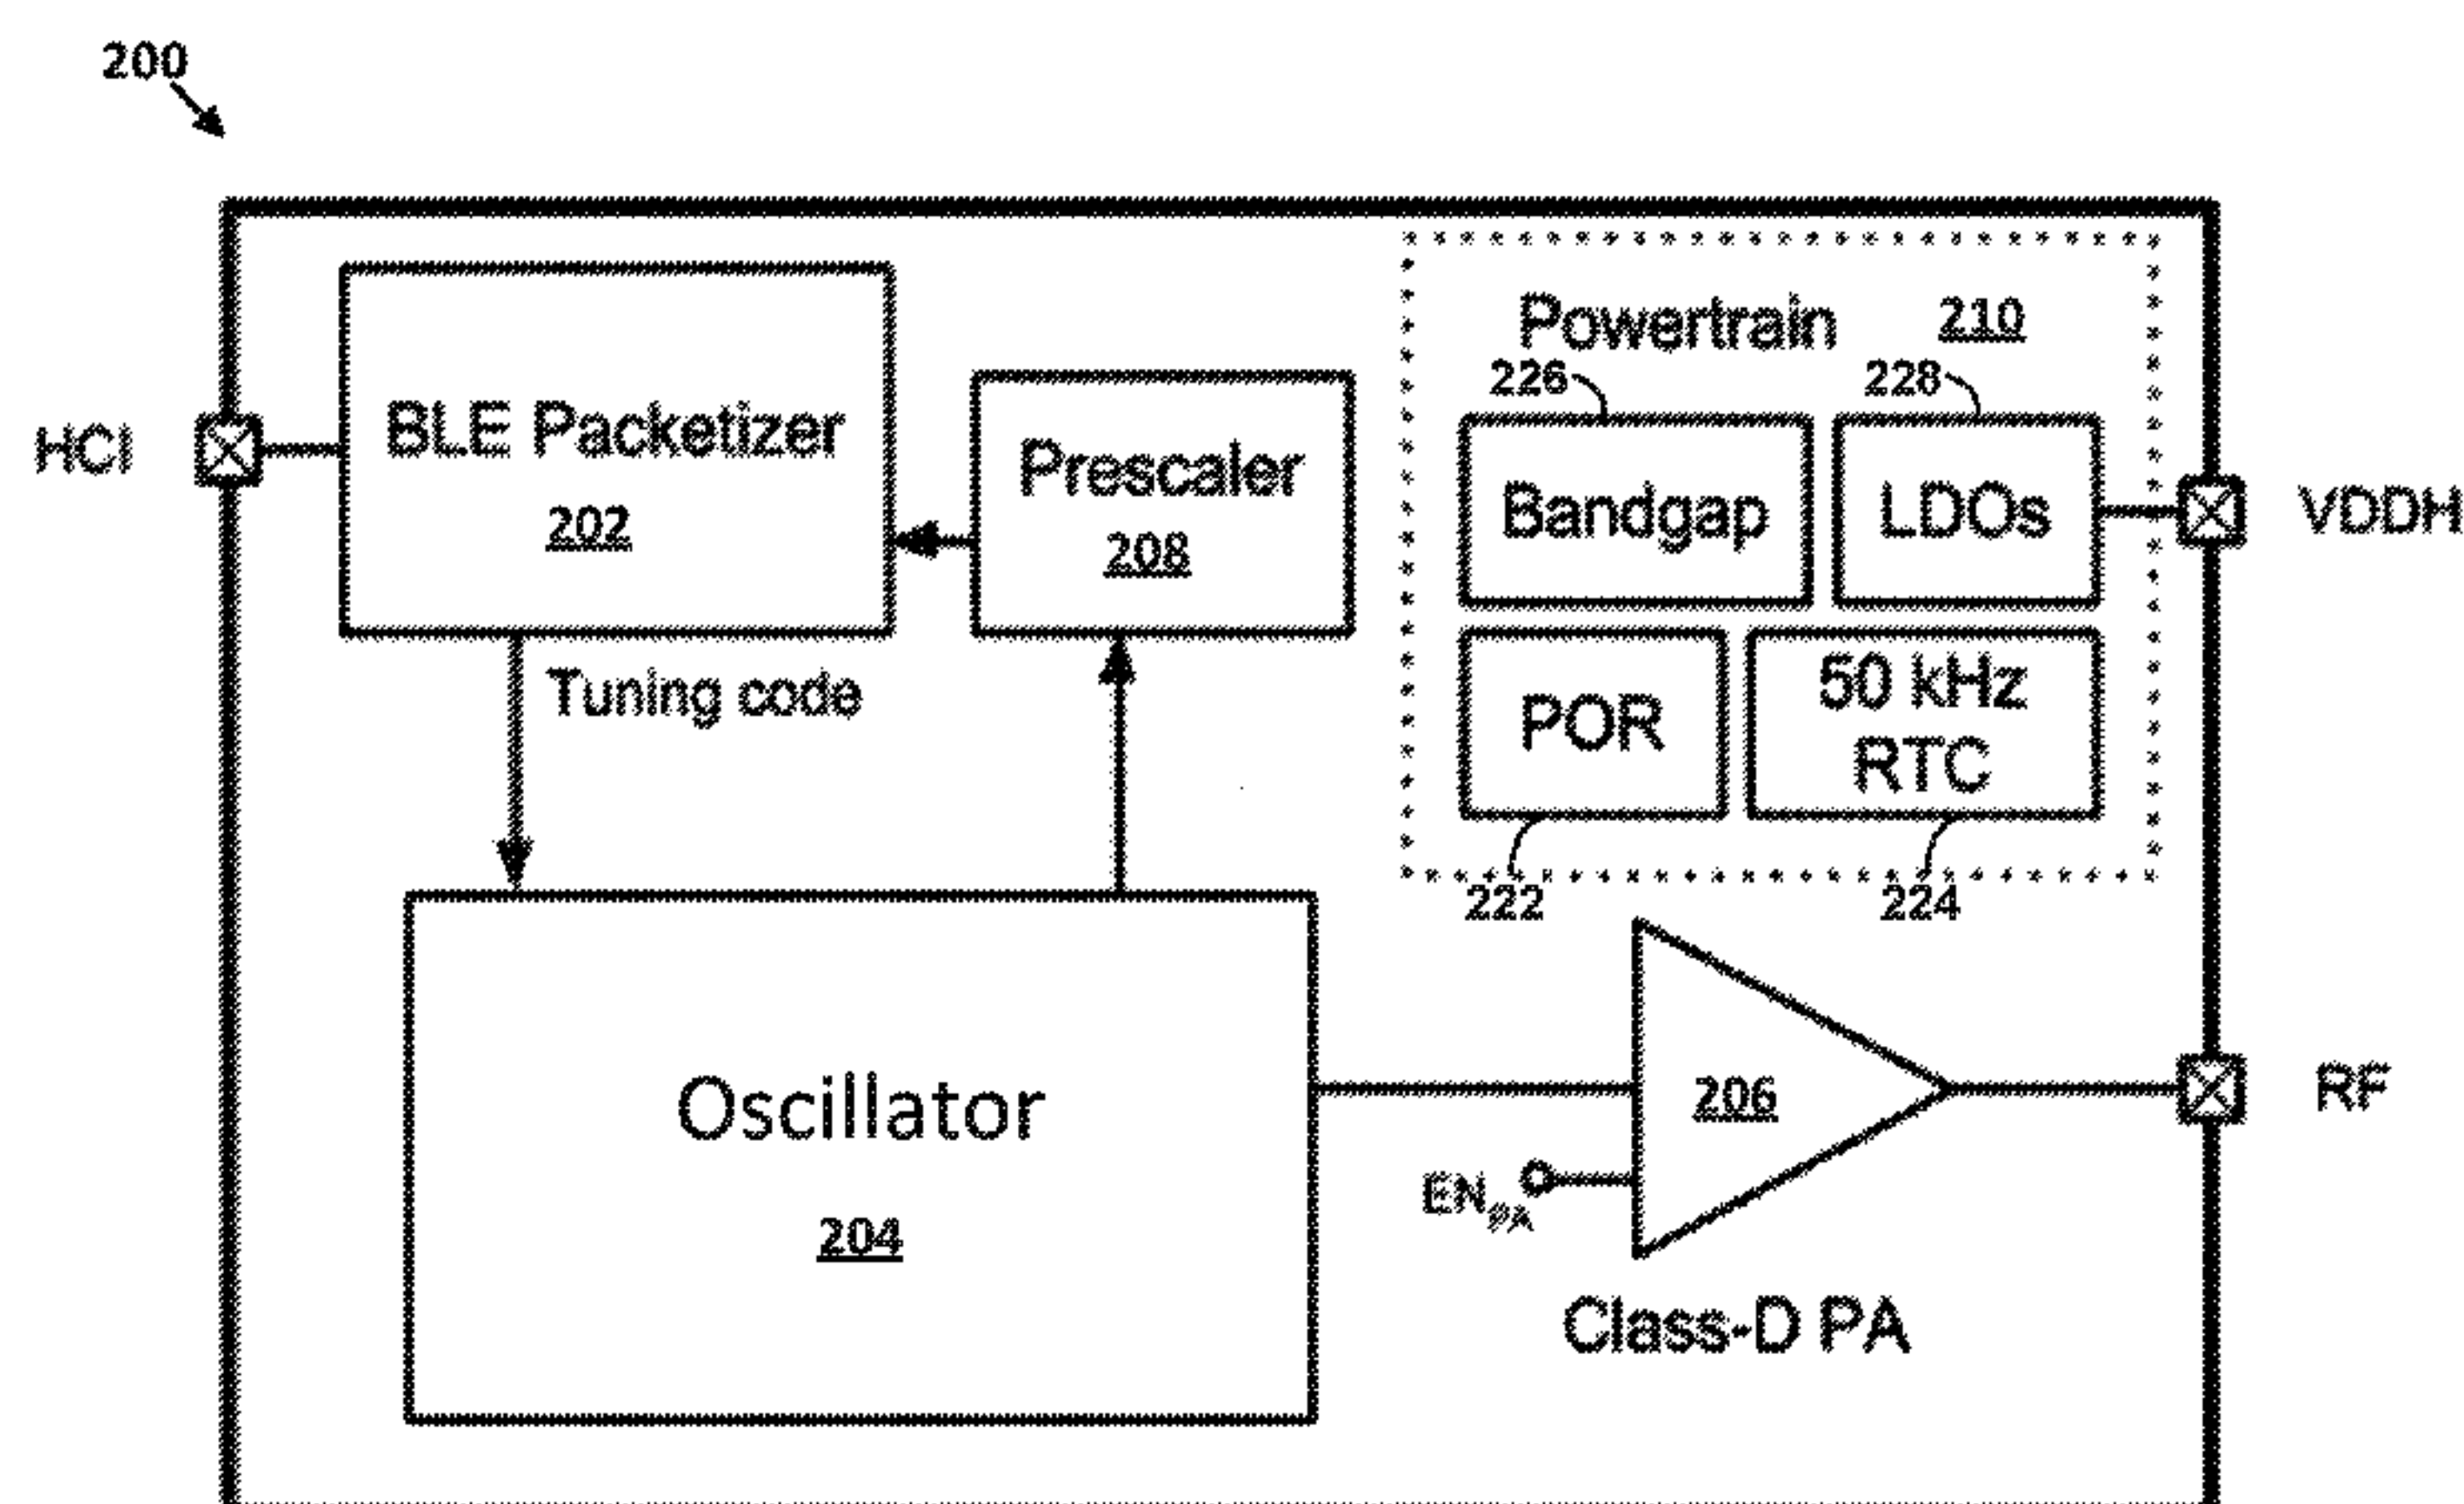 200
HCI
BLE Packetizer
202
Prescaler
208
Tuning code
Powertrain 210
226
228
Bandgap
LDOs
VDDH
POR
50 kHz
RTC
222
224
Oscillator
204
206
EN_PA
Class-D PA
RF